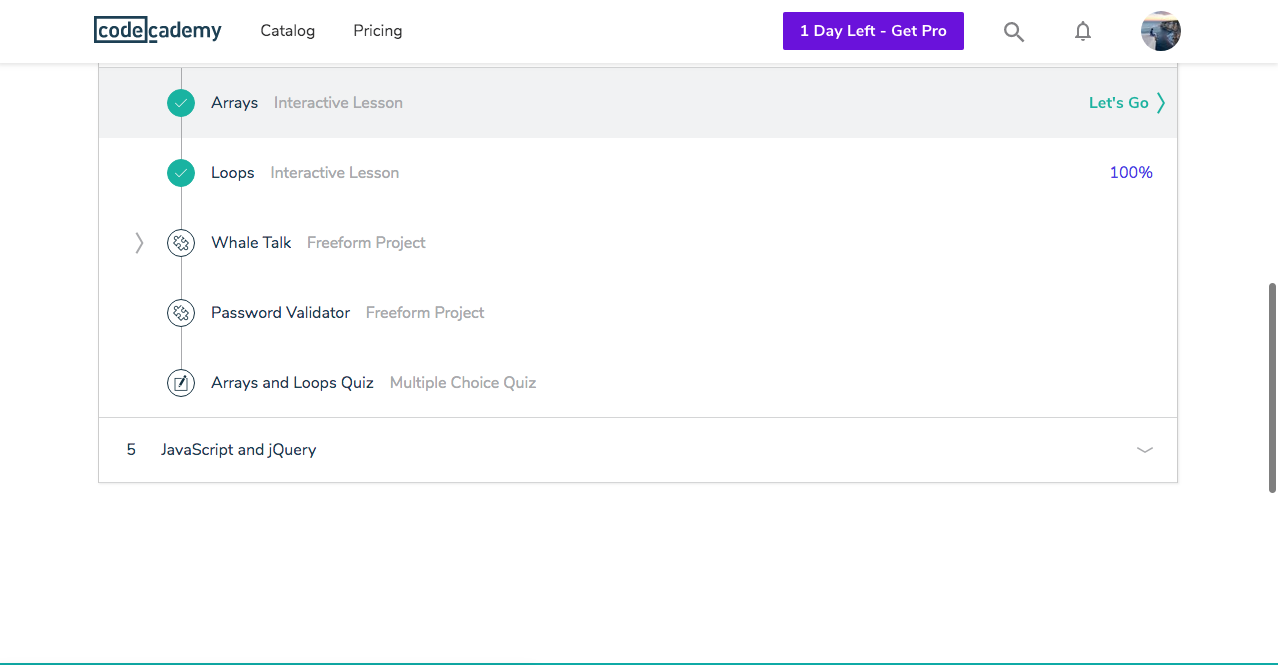 codecademy Catalog Pricing 1 Day Left - Get Pro
Arrays Interactive Lesson Let's Go
Loops Interactive Lesson 100%
Whale Talk Freeform Project
Password Validator Freeform Project
Arrays and Loops Quiz Multiple Choice Quiz
5 JavaScript and jQuery